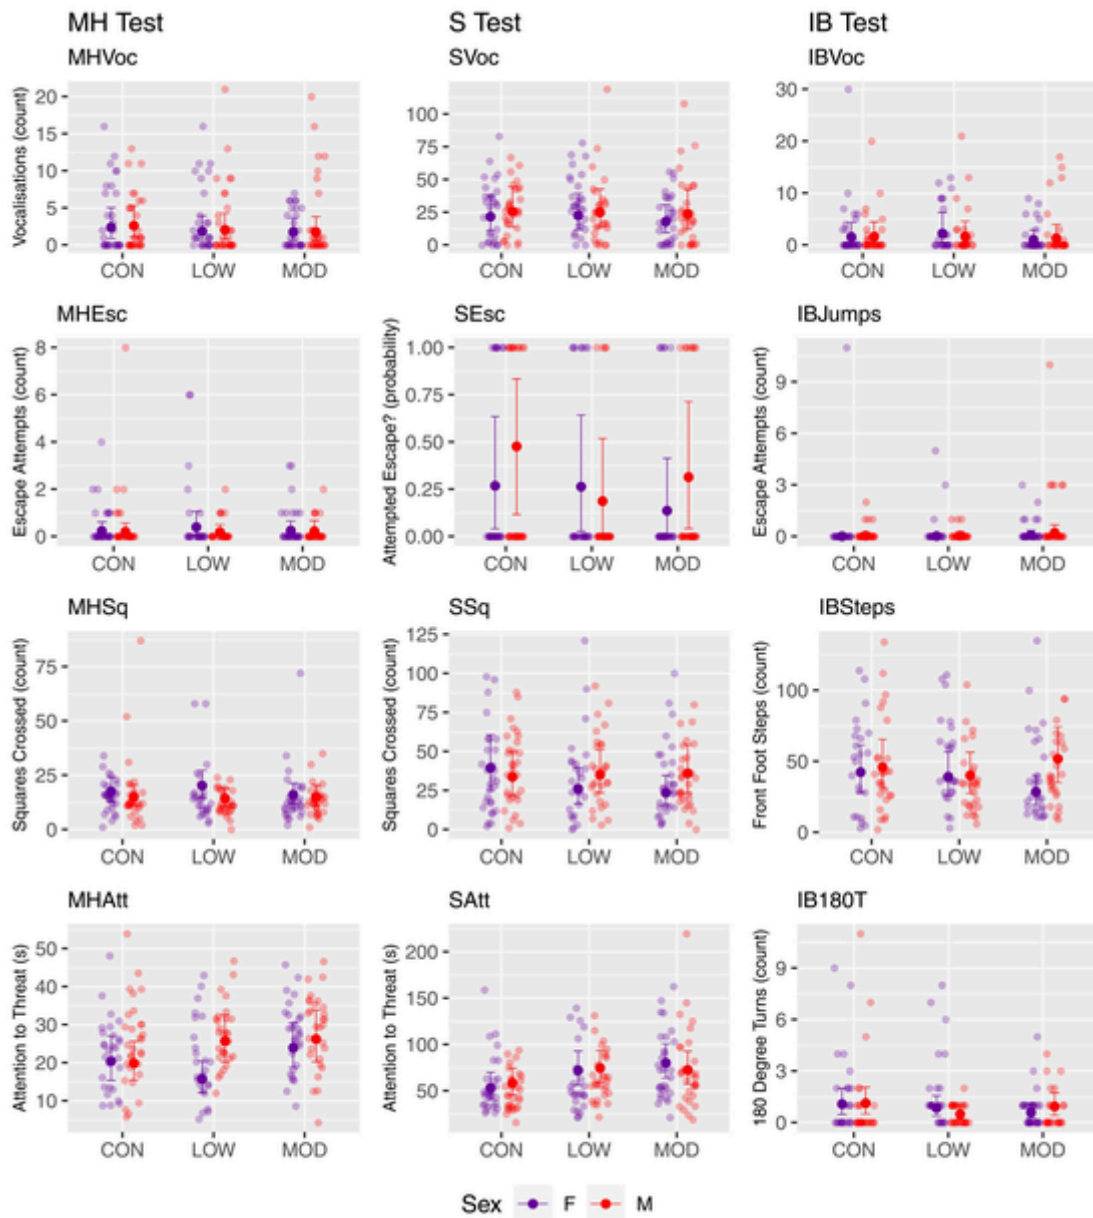 MH Test S Test IB Test
MHVoc SVoc IBVoc
Vocalisations (count)
20
15
10
5
0
CON LOW MOD
100
75
50
25
0
CON LOW MOD
30
20
10
0
CON LOW MOD
MHEsc SEsc IBJumps
Escape Attempts (count)
8
6
4
2
0
CON LOW MOD
Attempted Escape? (probability)
1.00
0.75
0.50
0.25
0.00
CON LOW MOD
Escape Attempts (count)
9
6
3
0
CON LOW MOD
MHSq SSq IBSteps
Squares Crossed (count)
75
50
25
0
CON LOW MOD
Squares Crossed (count)
125
100
75
50
25
0
CON LOW MOD
Front Foot Steps (count)
100
50
0
CON LOW MOD
MHAtt SAtt IB180T
Attention to Threat (s)
50
40
30
20
10
CON LOW MOD
Attention to Threat (s)
200
150
100
50
CON LOW MOD
180 Degree Turns (count)
9
6
3
0
CON LOW MOD
Sex F M